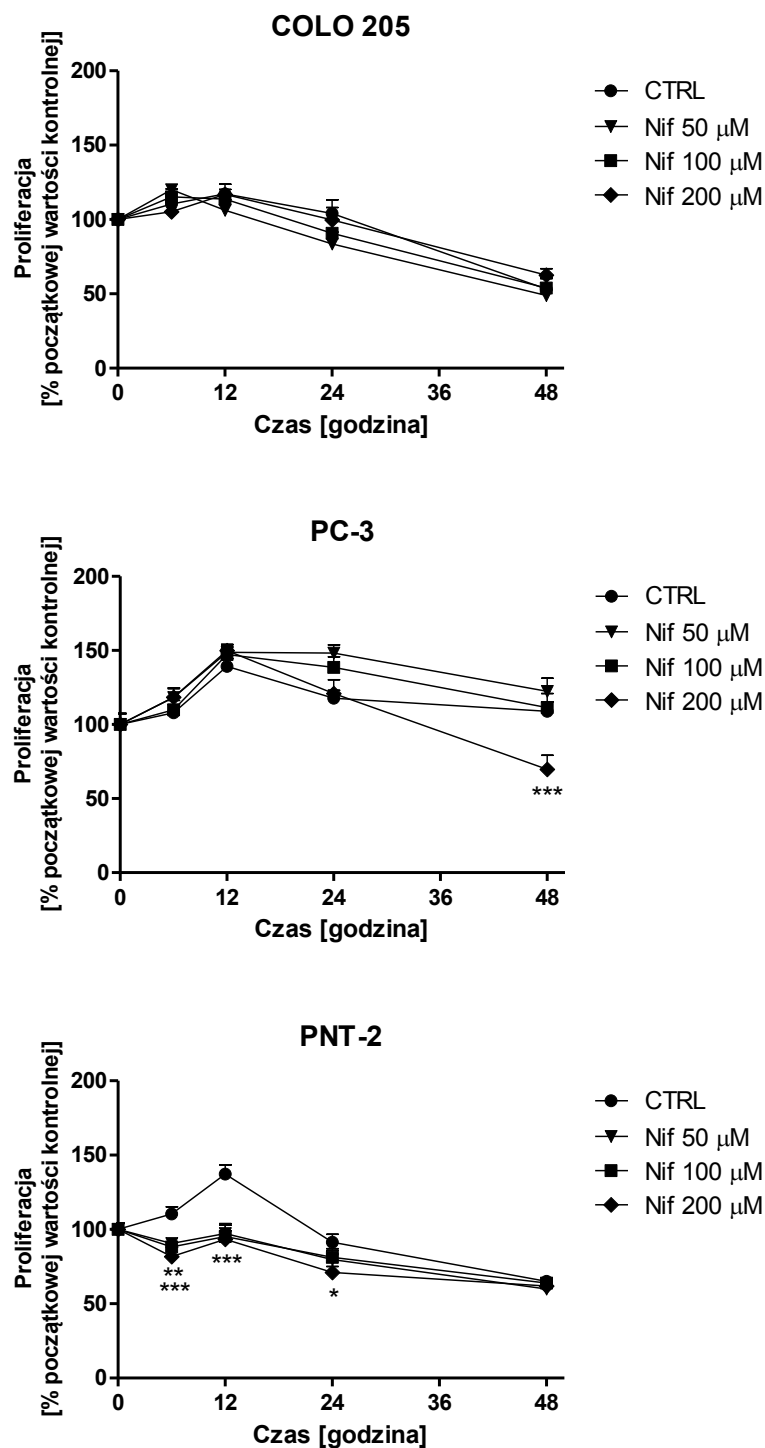 COLO 205
Proliferacja
[% początkowej wartości kontrolnej]
200
150
100
50
0
0 12 24 36 48
Czas [godzina]
CTRL
Nif 50 μM
Nif 100 μM
Nif 200 μM
PC-3
Proliferacja
[% początkowej wartości kontrolnej]
200
150
100
50
0
***
0 12 24 36 48
Czas [godzina]
CTRL
Nif 50 μM
Nif 100 μM
Nif 200 μM
PNT-2
Proliferacja
[% początkowej wartości kontrolnej]
200
150
100
50
0
** ***
*** *
0 12 24 36 48
Czas [godzina]
CTRL
Nif 50 μM
Nif 100 μM
Nif 200 μM